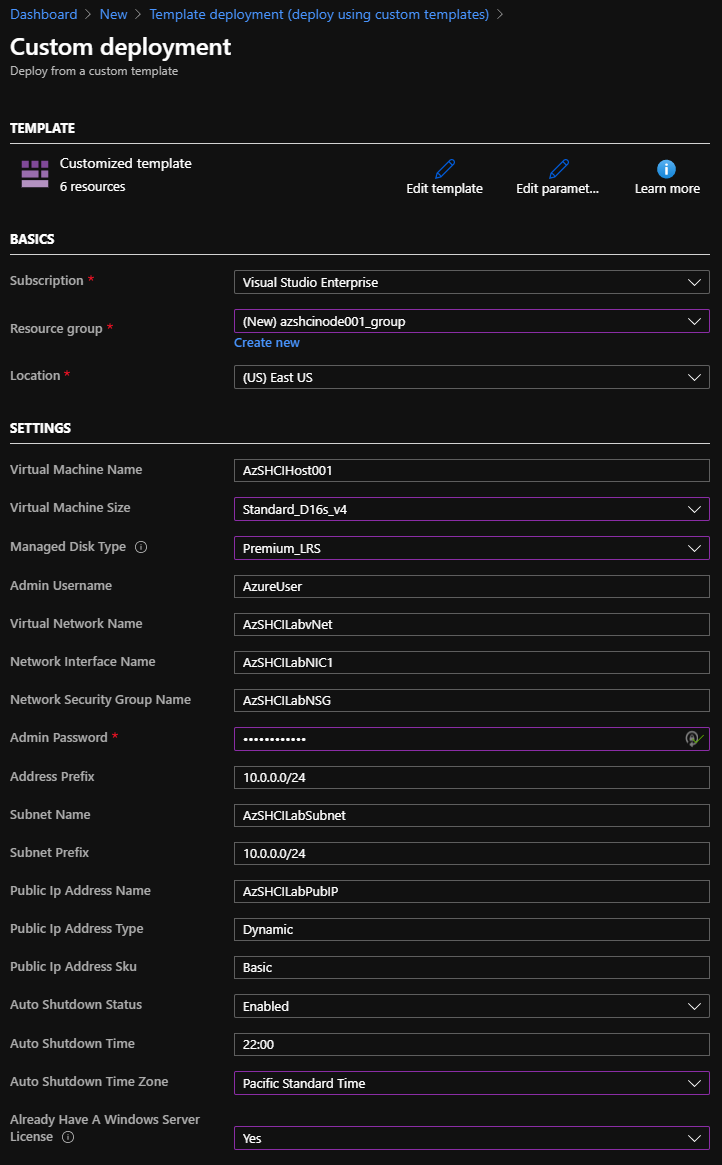 Dashboard > New > Template deployment (deploy using custom templates) >
Custom deployment
Deploy from a custom template
TEMPLATE
Customized template
6 resources
Edit template
Edit paramet...
Learn more
BASICS
Subscription * Visual Studio Enterprise
Resource group * (New) azshcinode001_group
Create new
Location * (US) East US
SETTINGS
Virtual Machine Name AzSHCIHost001
Virtual Machine Size Standard_D16s_v4
Managed Disk Type Premium_LRS
Admin Username AzureUser
Virtual Network Name AzSHCILabvNet
Network Interface Name AzSHCILabNIC1
Network Security Group Name AzSHCILabNSG
Admin Password * ••••••••••••
Address Prefix 10.0.0.0/24
Subnet Name AzSHCILabSubnet
Subnet Prefix 10.0.0.0/24
Public Ip Address Name AzSHCILabPubIP
Public Ip Address Type Dynamic
Public Ip Address Sku Basic
Auto Shutdown Status Enabled
Auto Shutdown Time 22:00
Auto Shutdown Time Zone Pacific Standard Time
Already Have A Windows Server
License Yes